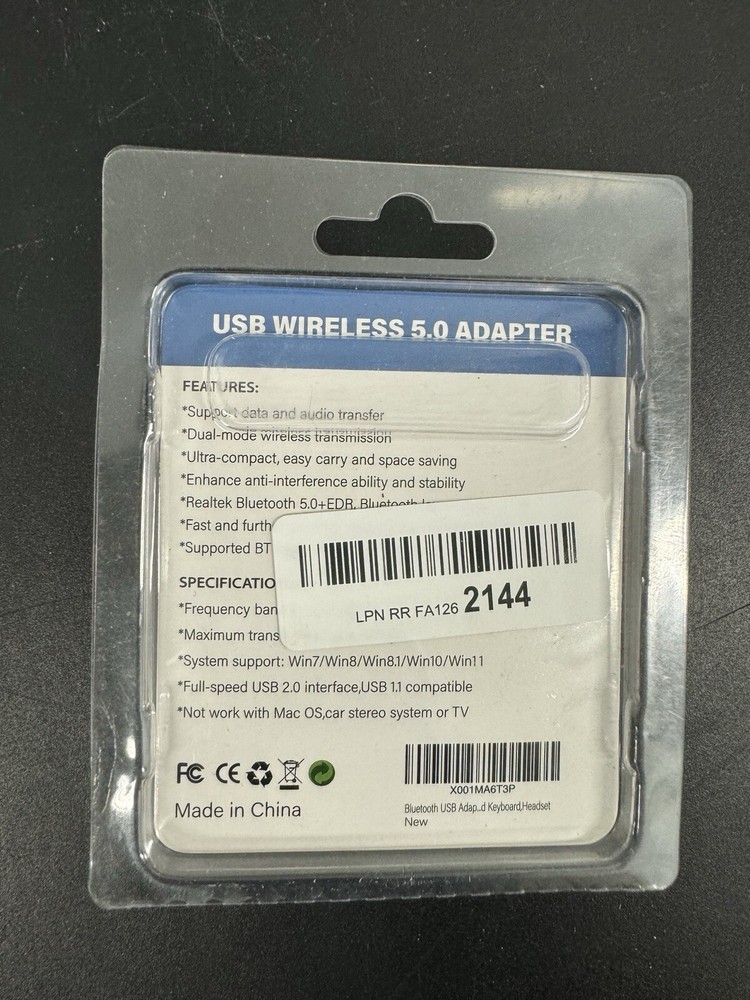 USB WIRELESS 5.0 ADAPTER
FEATURES:
*Support data and audio transfer
*Dual-mode wireless transmission
*Ultra-compact, easy carry and space saving
*Enhance anti-interference ability and stability
*Realtek Bluetooth 5.0+EDR, Bluetooth
*Fast and
*Supported BT
LPN RR FA126 2144
*Frequency
*Maximum
*System support: Win7/Win8/Win8.1/Win10/Win11
*Full-speed USB 2.0 interface,USB 1.1 compatible
*Not work with Mac OS,car stereo system or TV
FC CE
X001MA6T3P
Made in China
Bluetooth USB Adap...d Keyboard,Headset
New